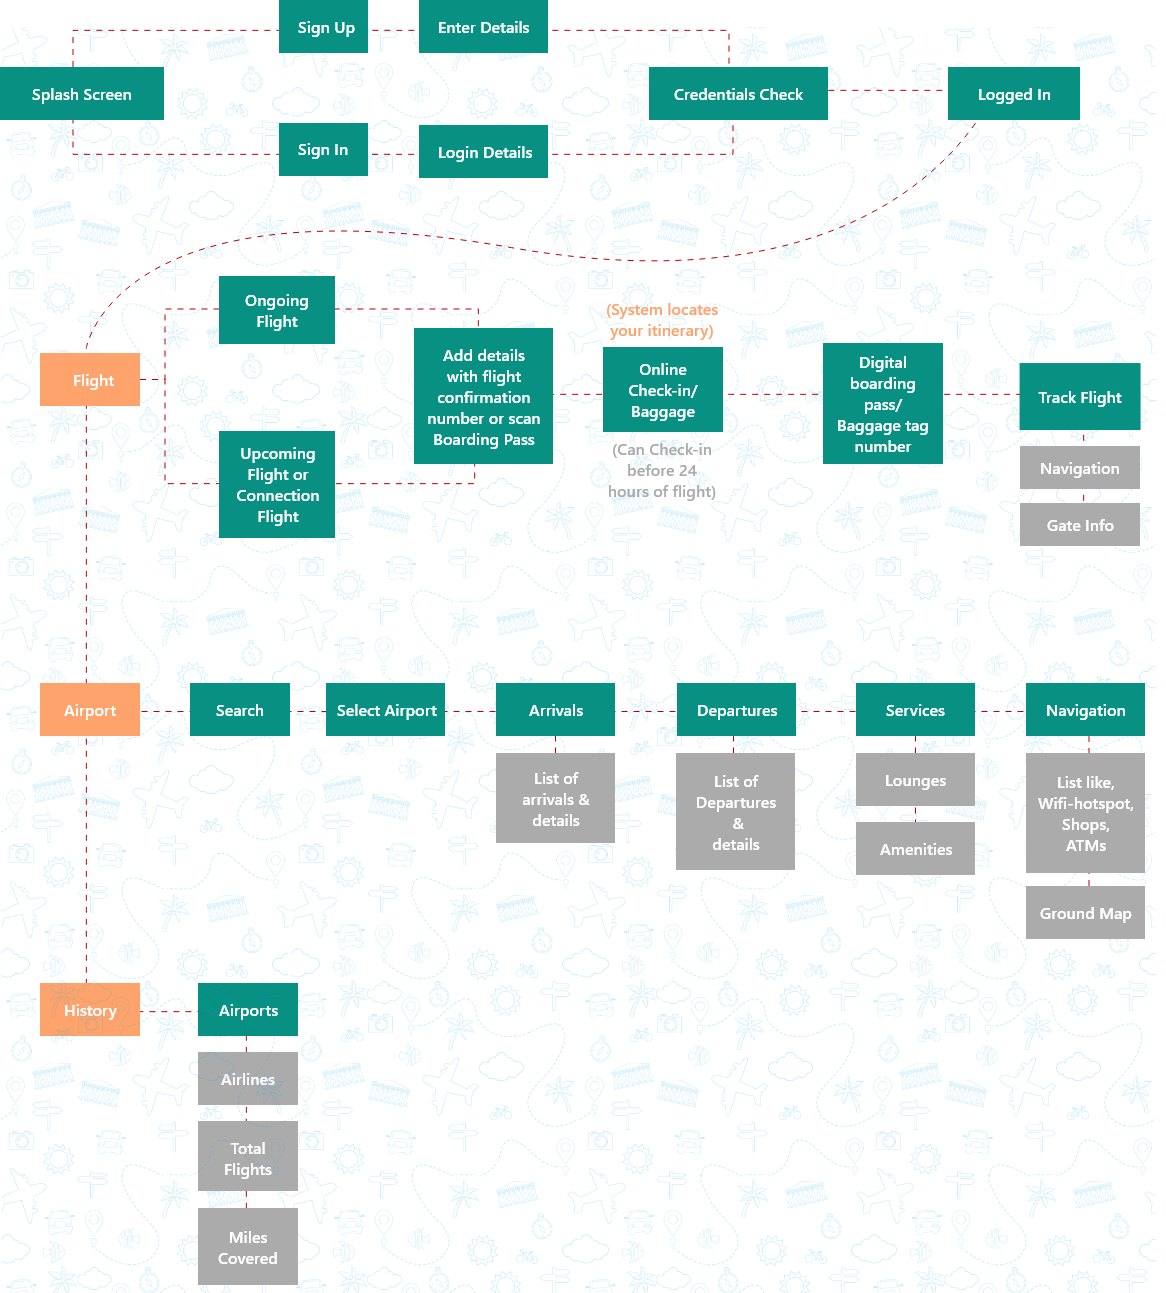 Sign Up
Enter Details
Splash Screen
Credentials Check
Logged In
Sign In
Login Details
Ongoing
Flight
(System locates
your itinerary)
Flight
Add details
with flight
confirmation
number or scan
Boarding Pass
Online
Check-in/
Baggage
Digital
boarding
pass/
Baggage tag
number
Track Flight
Upcoming
Flight or
Connection
Flight
(Can Check-in
before 24
hours of flight)
Navigation
Gate Info
Airport
Search
Select Airport
Arrivals
Departures
Services
Navigation
List of
arrivals &
details
List of
Departures
&
details
Lounges
Amenities
List like,
Wifi-hotspot,
Shops,
ATMs
Ground Map
History
Airports
Airlines
Total
Flights
Miles
Covered